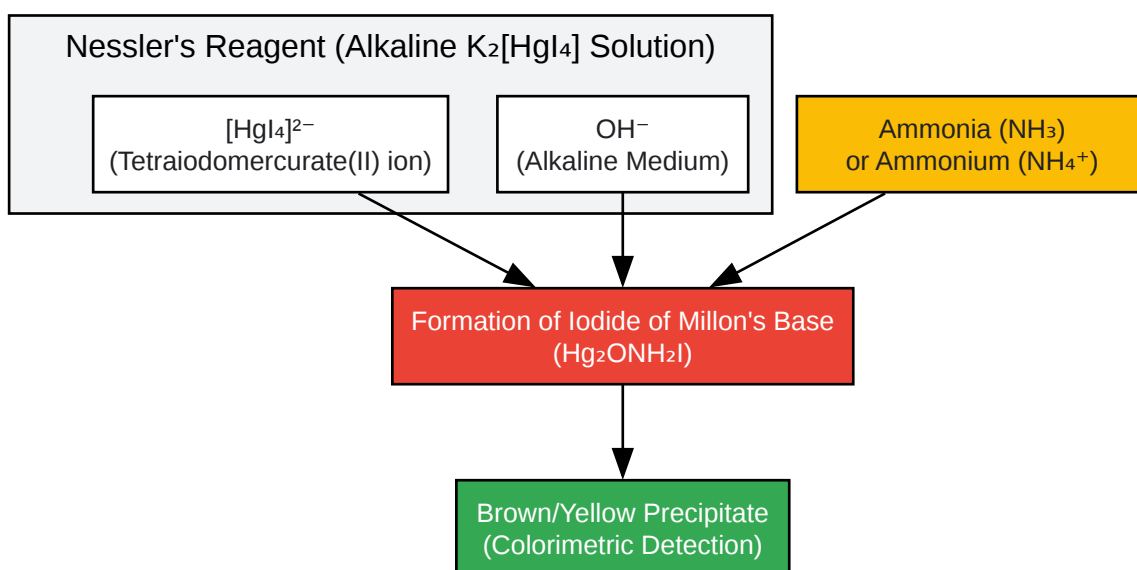 Nessler's Reagent (Alkaline K₂[HgI₄] Solution)
[HgI₄]²⁻
(Tetraiodomercurate(II) ion)
OH⁻
(Alkaline Medium)
Ammonia (NH₃)
or Ammonium (NH₄⁺)
Formation of Iodide of Millon's Base
(Hg₂ONH₂I)
Brown/Yellow Precipitate
(Colorimetric Detection)